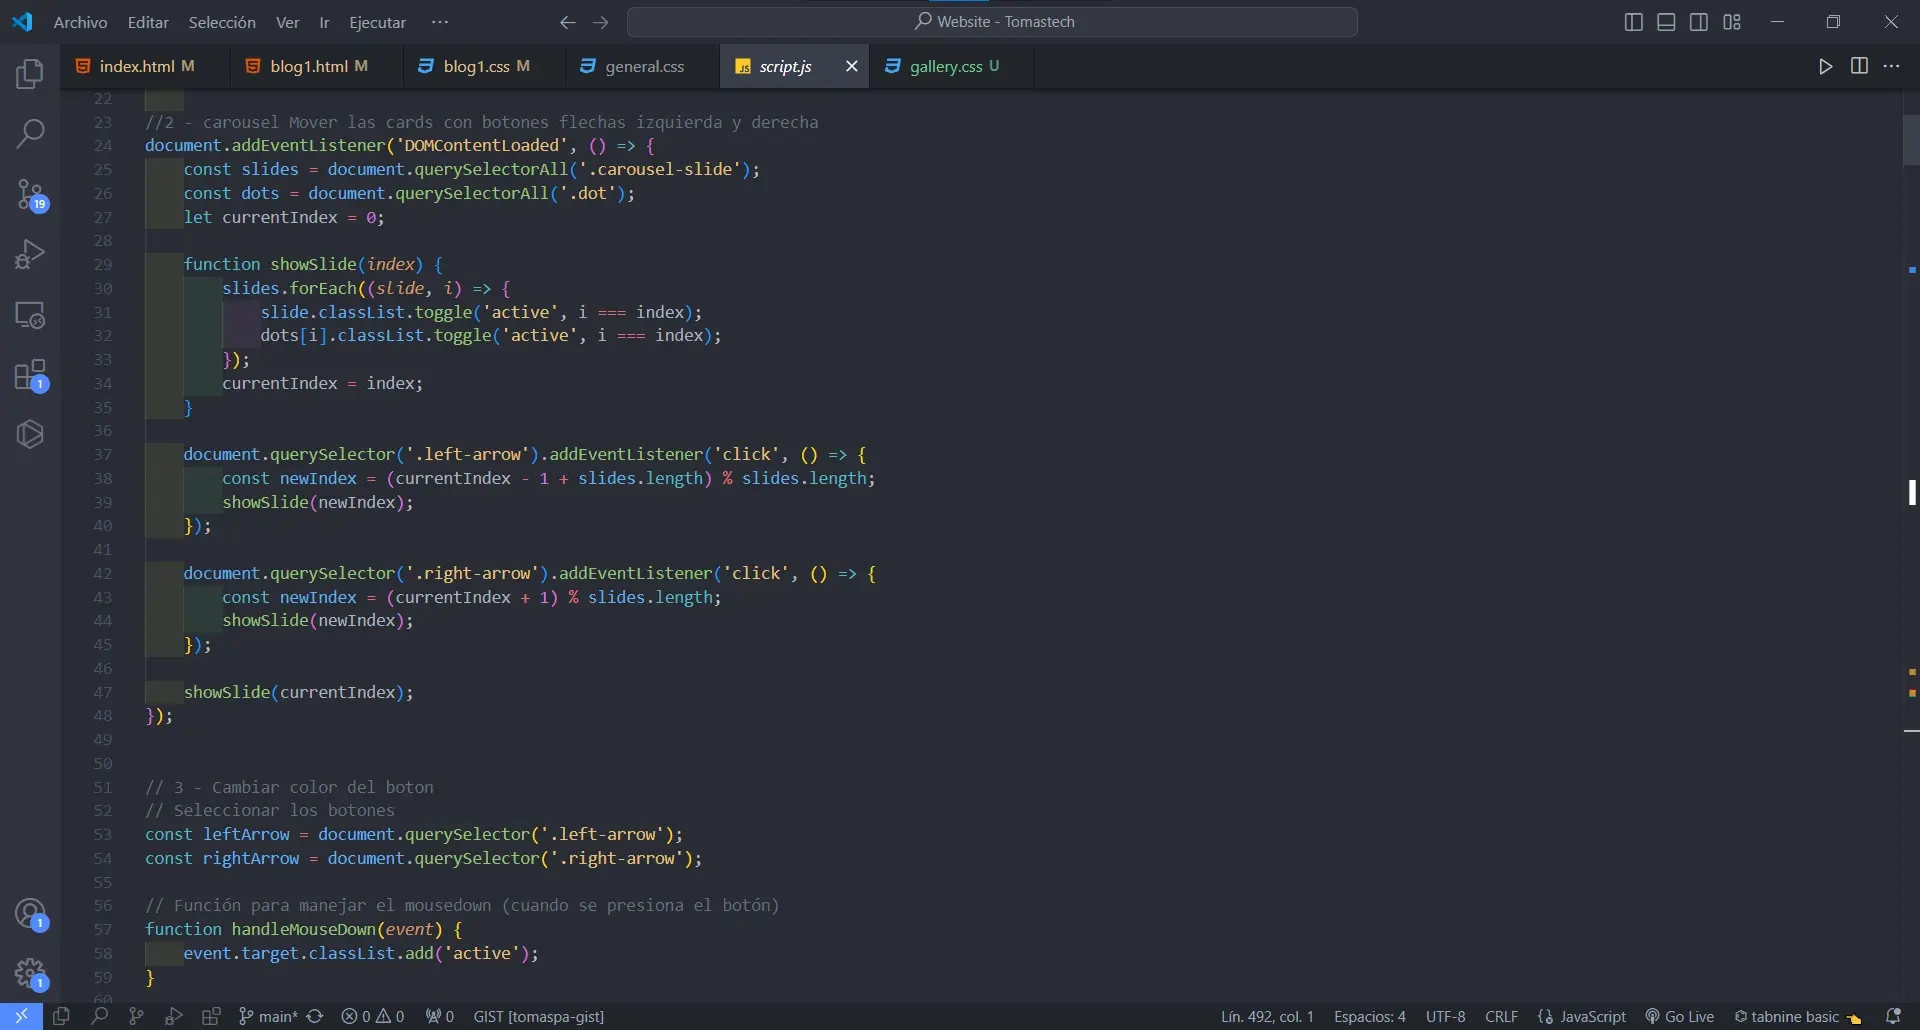 Archivo Editar Selección Ver Ir Ejecutar ··· Website - Tomastech
index.html M blog1.html M blog1.css M general.css script.js gallery.css U
22
23 //2 - carousel Mover las cards con botones flechas izquierda y derecha
24 document.addEventListener('DOMContentLoaded', () => {
25 const slides = document.querySelectorAll('.carousel-slide');
26 const dots = document.querySelectorAll('.dot');
27 let currentIndex = 0;
28
29 function showSlide(index) {
30 slides.forEach((slide, i) => {
31 slide.classList.toggle('active', i === index);
32 dots[i].classList.toggle('active', i === index);
33 });
34 currentIndex = index;
35 }
36
37 document.querySelector('.left-arrow').addEventListener('click', () => {
38 const newIndex = (currentIndex - 1 + slides.length) % slides.length;
39 showSlide(newIndex);
40 });
41
42 document.querySelector('.right-arrow').addEventListener('click', () => {
43 const newIndex = (currentIndex + 1) % slides.length;
44 showSlide(newIndex);
45 });
46
47 showSlide(currentIndex);
48 });
49
50
51 // 3 - Cambiar color del boton
52 // Seleccionar los botones
53 const leftArrow = document.querySelector('.left-arrow');
54 const rightArrow = document.querySelector('.right-arrow');
55
56 // Función para manejar el mousedown (cuando se presiona el botón)
57 function handleMouseDown(event) {
58 event.target.classList.add('active');
59 }
60
19
1
1
1
main* 0 0 0 GIST [tomaspa-gist] Lín. 492, col. 1 Espacios: 4 UTF-8 CRLF JavaScript Go Live tabnine basic